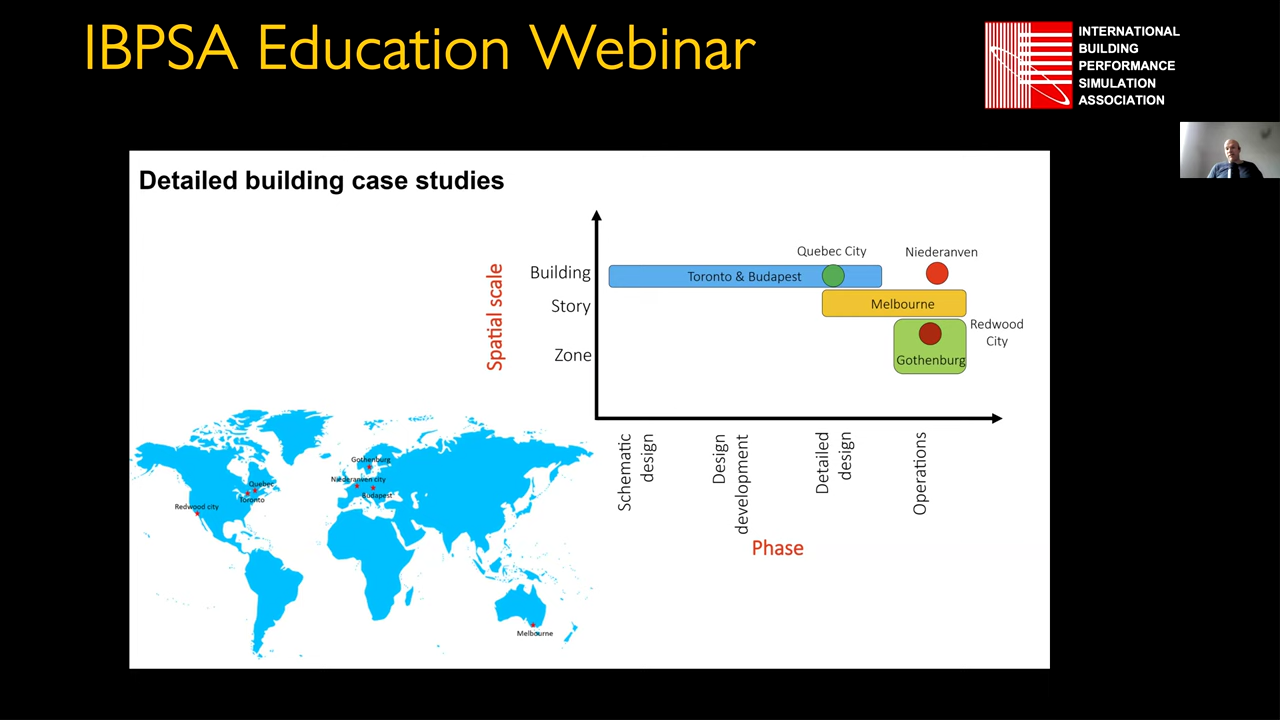 IBPSA Education Webinar
INTERNATIONAL
BUILDING
PERFORMANCE
SIMULATION
ASSOCIATION
Detailed building case studies
Spatial scale
Building
Story
Zone
Quebec City
Niederanven
Toronto & Budapest
Melbourne
Redwood
City
Gothenburg
Schematic
design
Design
development
Detailed
design
Operations
Phase
Gothenburg
Niederanven city
Budapest
Quebec
Toronto
Redwood city
Melbourne